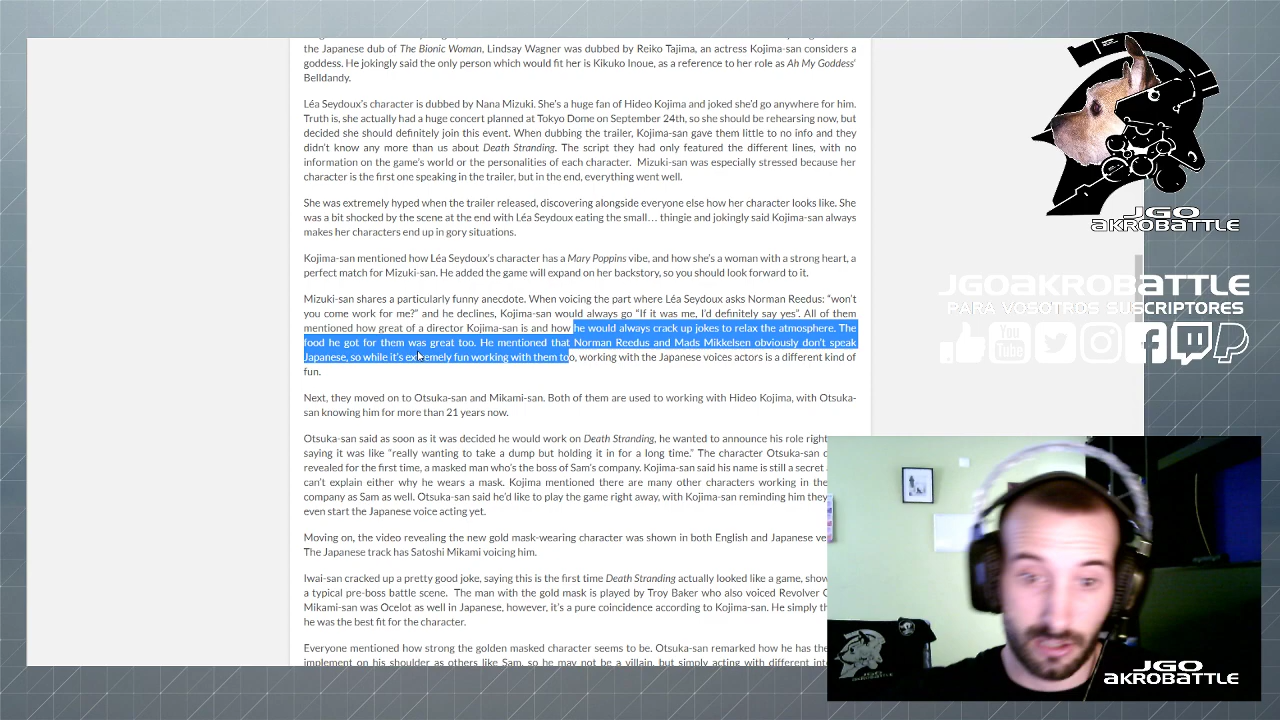 the Japanese dub of The Bionic Woman, Lindsay Wagner was dubbed by Reiko Tajima, an actress Kojima-san considers a
goddess. He jokingly said the only person which would fit her is Kikuko Inoue, as a reference to her role as Ah My Goddess'
Belldandy.
Léa Seydoux's character is dubbed by Nana Mizuki. She's a huge fan of Hideo Kojima and joked she'd go anywhere for him.
Truth is, she actually had a huge concert planned at Tokyo Dome on September 24th, so she should be rehearsing now, but
decided she should definitely join this event. When dubbing the trailer, Kojima-san gave them little to no info and they
didn't know any more than us about Death Stranding. The script they had only featured the different lines, with no
information on the game's world or the personalities of each character. Mizuki-san was especially stressed because her
character is the first one speaking in the trailer, but in the end, everything went well.
She was extremely hyped when the trailer released, discovering alongside everyone else how her character looks like. She
was a bit shocked by the scene at the end with Léa Seydoux eating the small… thingie and jokingly said Kojima-san always
makes her characters end up in gory situations.
Kojima-san mentioned how Léa Seydoux's character has a Mary Poppins vibe, and how she's a woman with a strong heart, a
perfect match for Mizuki-san. He added the game will expand on her backstory, so you should look forward to it.
Mizuki-san shares a particularly funny anecdote. When voicing the part where Léa Seydoux asks Norman Reedus: “won't
you come work for me?” and he declines, Kojima-san would always go “If it was me, I'd definitely say yes”. All of them
mentioned how great of a director Kojima-san is and how he would always crack up jokes to relax the atmosphere. The
food he got for them was great too. He mentioned that Norman Reedus and Mads Mikkelsen obviously don't speak
Japanese, so while it's extremely fun working with them too, working with the Japanese voices actors is a different kind of
fun.
Next, they moved on to Otsuka-san and Mikami-san. Both of them are used to working with Hideo Kojima, with Otsuka-
san knowing him for more than 21 years now.
Otsuka-san said as soon as it was decided he would work on Death Stranding, he wanted to announce his role right
saying it was like “really wanting to take a dump but holding it in for a long time.” The character Otsuka-san
revealed for the first time, a masked man who's the boss of Sam's company. Kojima-san said his name is still a secret
can't explain either why he wears a mask. Kojima mentioned there are many other characters working in the
company as Sam as well. Otsuka-san said he'd like to play the game right away, with Kojima-san reminding him they
even start the Japanese voice acting yet.
Moving on, the video revealing the new gold mask-wearing character was shown in both English and Japanese ve
The Japanese track has Satoshi Mikami voicing him.
Iwai-san cracked up a pretty good joke, saying this is the first time Death Stranding actually looked like a game, show
a typical pre-boss battle scene. The man with the gold mask is played by Troy Baker who also voiced Revolver
Mikami-san was Ocelot as well in Japanese, however, it's a pure coincidence according to Kojima-san. He simply th
he was the best fit for the character.
Everyone mentioned how strong the golden masked character seems to be. Otsuka-san remarked how he has the
implement on his shoulder as others like Sam, so he may not be a villain, but simply acting with different int
JGO
AKROBATTLE
JGOAKROBATTLE
PARA VOSOTROS SUSCRIPTORES
You
Tube
JGO
AKROBATTLE